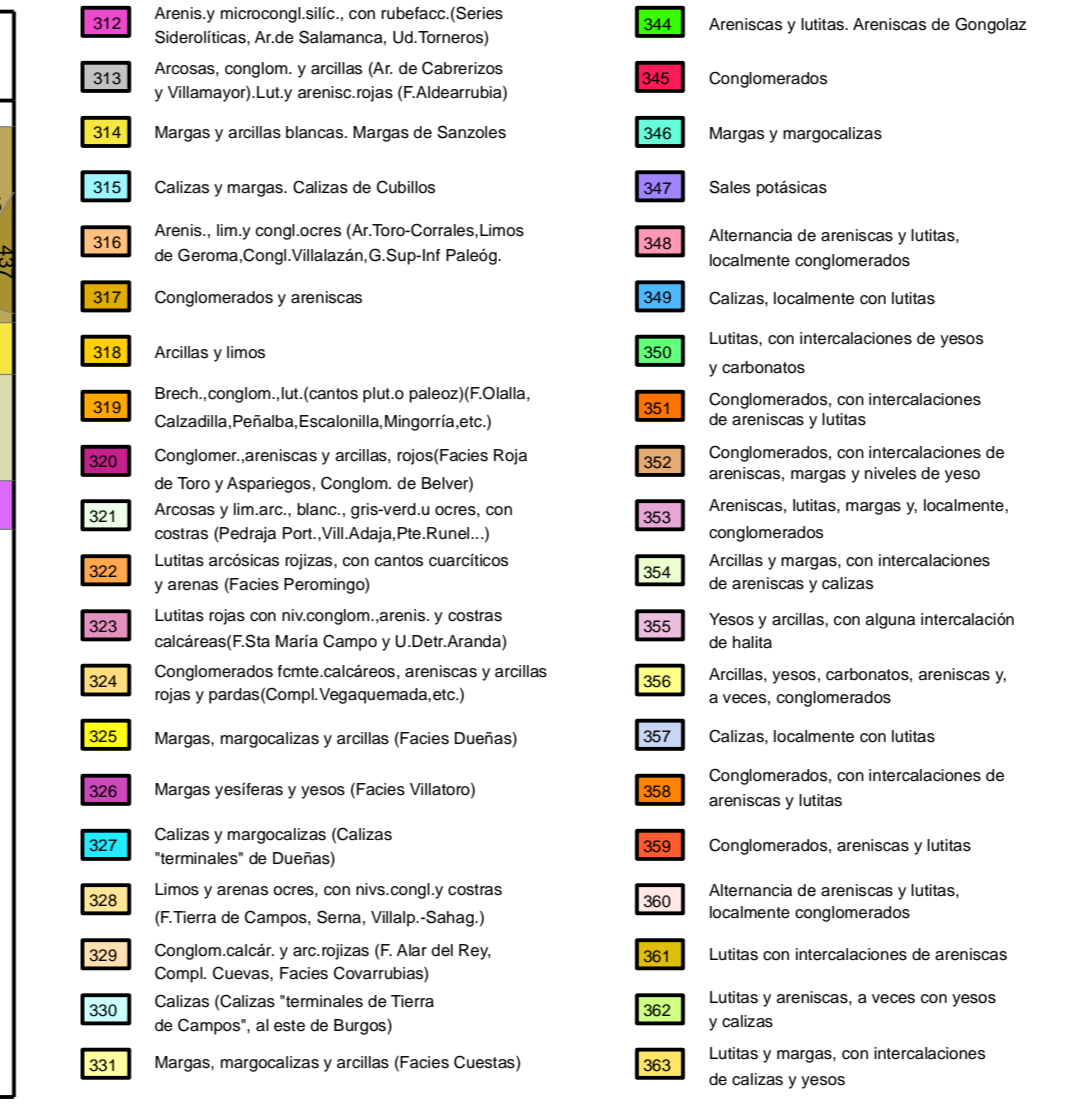 437
312
Arenis.y microcongl.silíc., con rubefacc.(Series
Siderolíticas, Ar.de Salamanca, Ud.Torneros)
313
Arcosas, conglom. y arcillas (Ar. de Cabrerizos
y Villamayor).Lut.y arenisc.rojas (F.Aldearrubia)
314
Margas y arcillas blancas. Margas de Sanzoles
315
Calizas y margas. Calizas de Cubillos
316
Arenis., lim.y congl.ocres (Ar.Toro-Corrales,Limos
de Geroma,Congl.Villalazán,G.Sup-Inf Paleóg.
317
Conglomerados y areniscas
318
Arcillas y limos
319
Brech.,conglom.,lut.(cantos plut.o paleoz)(F.Olalla,
Calzadilla,Peñalba,Escalonilla,Mingorría,etc.)
320
Conglomer.,areniscas y arcillas, rojos(Facies Roja
de Toro y Aspariegos, Conglom. de Belver)
321
Arcosas y lim.arc., blanc., gris-verd.u ocres, con
costras (Pedraja Port.,Vill.Adaja,Pte.Runel...)
322
Lutitas arcósicas rojizas, con cantos cuarcíticos
y arenas (Facies Peromingo)
323
Lutitas rojas con niv.conglom.,arenis. y costras
calcáreas(F.Sta María Campo y U.Detr.Aranda)
324
Conglomerados fcmte.calcáreos, areniscas y arcillas
rojas y pardas(Compl.Vegaquemada,etc.)
325
Margas, margocalizas y arcillas (Facies Dueñas)
326
Margas yesíferas y yesos (Facies Villatoro)
327
Calizas y margocalizas (Calizas
"terminales" de Dueñas)
328
Limos y arenas ocres, con nivs.congl.y costras
(F.Tierra de Campos, Serna, Villalp.-Sahag.)
329
Conglom.calcár. y arc.rojizas (F. Alar del Rey,
Compl. Cuevas, Facies Covarrubias)
330
Calizas (Calizas "terminales de Tierra
de Campos", al este de Burgos)
331
Margas, margocalizas y arcillas (Facies Cuestas)
344
Areniscas y lutitas. Areniscas de Gongolaz
345
Conglomerados
346
Margas y margocalizas
347
Sales potásicas
348
Alternancia de areniscas y lutitas,
localmente conglomerados
349
Calizas, localmente con lutitas
350
Lutitas, con intercalaciones de yesos
y carbonatos
351
Conglomerados, con intercalaciones
de areniscas y lutitas
352
Conglomerados, con intercalaciones de
areniscas, margas y niveles de yeso
353
Areniscas, lutitas, margas y, localmente,
conglomerados
354
Arcillas y margas, con intercalaciones
de areniscas y calizas
355
Yesos y arcillas, con alguna intercalación
de halita
356
Arcillas, yesos, carbonatos, areniscas y,
a veces, conglomerados
357
Calizas, localmente con lutitas
358
Conglomerados, con intercalaciones de
areniscas y lutitas
359
Conglomerados, areniscas y lutitas
360
Alternancia de areniscas y lutitas,
localmente conglomerados
361
Lutitas con intercalaciones de areniscas
362
Lutitas y areniscas, a veces con yesos
y calizas
363
Lutitas y margas, con intercalaciones
de calizas y yesos